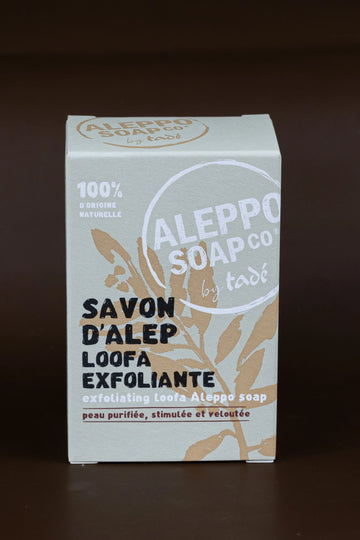 ALEPPO
SOAP CO
by tadé
100%
D'ORIGINE
NATURELLE
ALEPPO
SOAP CO
by tadé
SAVON
D'ALEP
LOOFA
EXFOLIANTE
exfoliating loofa Aleppo soap
peau purifiée, stimulée et veloutée